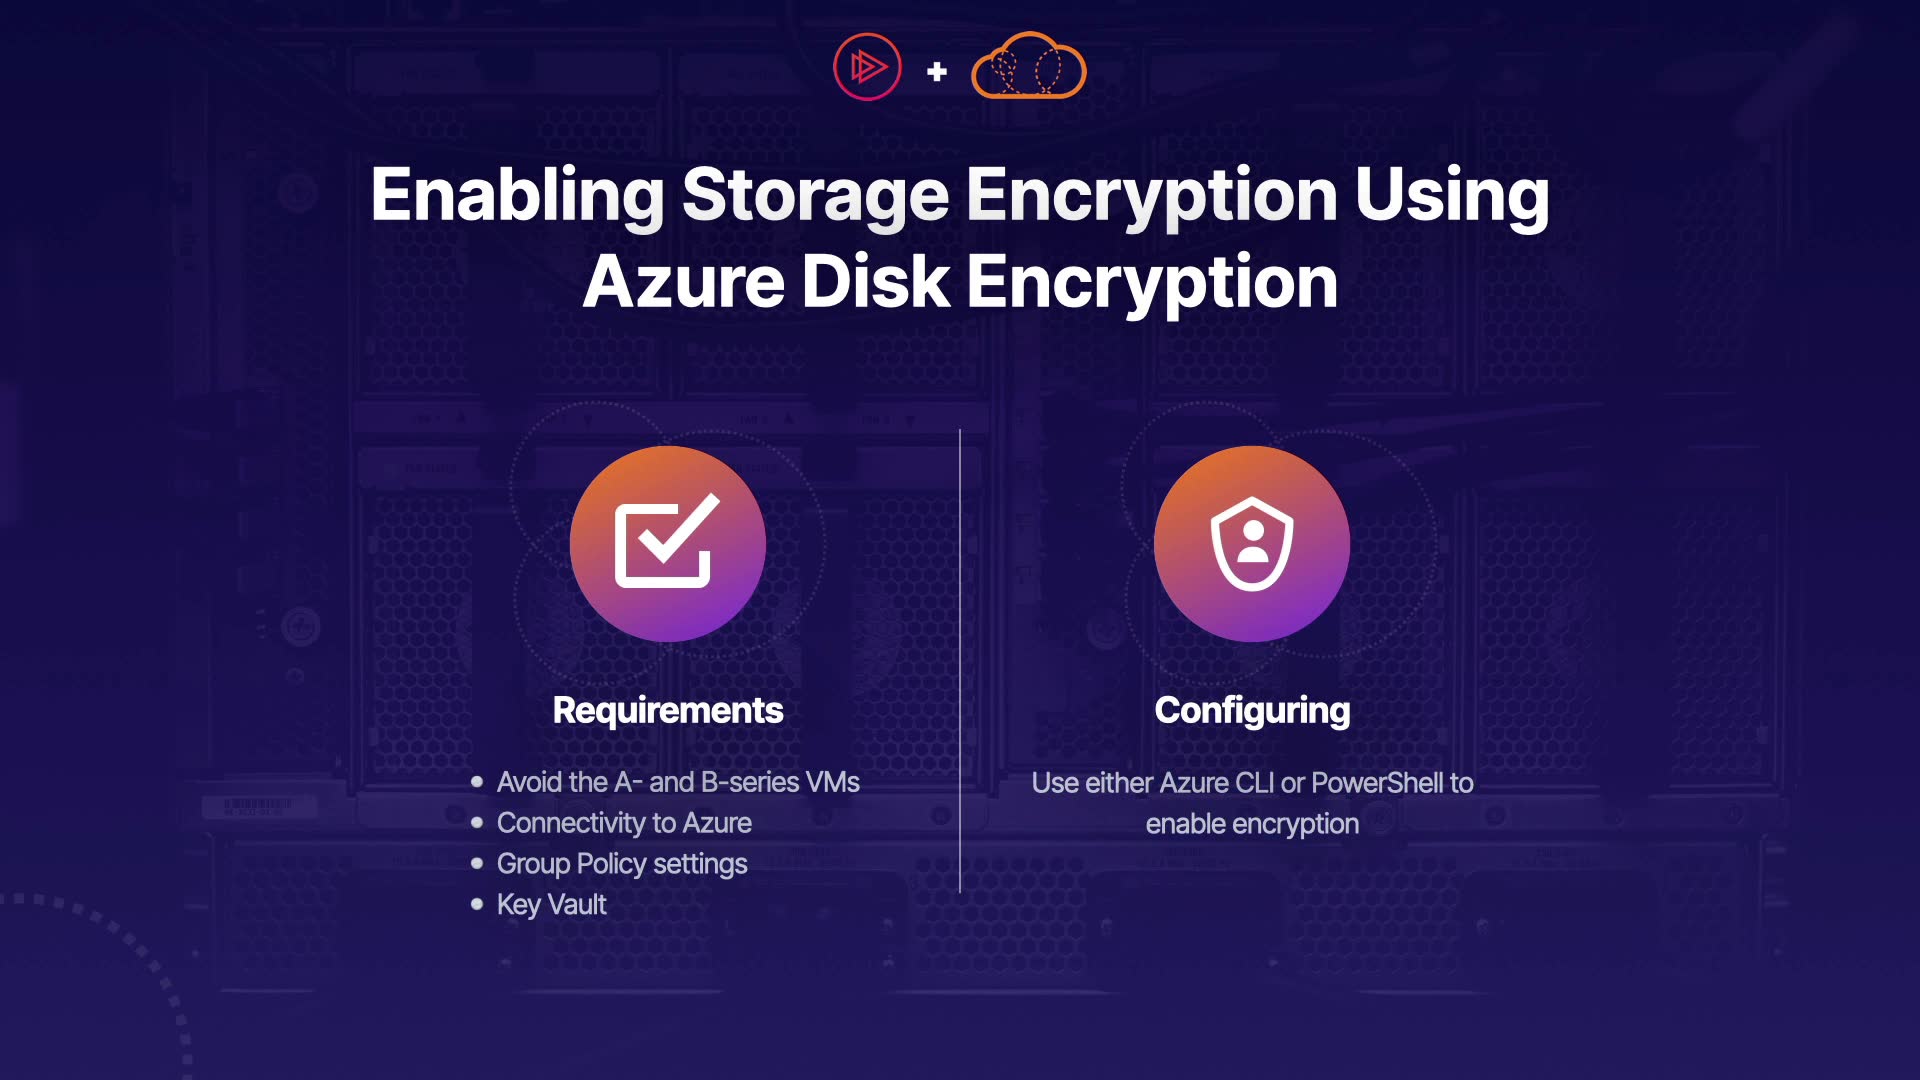 Enabling Storage Encryption Using
Azure Disk Encryption
Requirements
• Avoid the A- and B-series VMs
• Connectivity to Azure
• Group Policy settings
• Key Vault
Configuring
Use either Azure CLI or PowerShell to
enable encryption